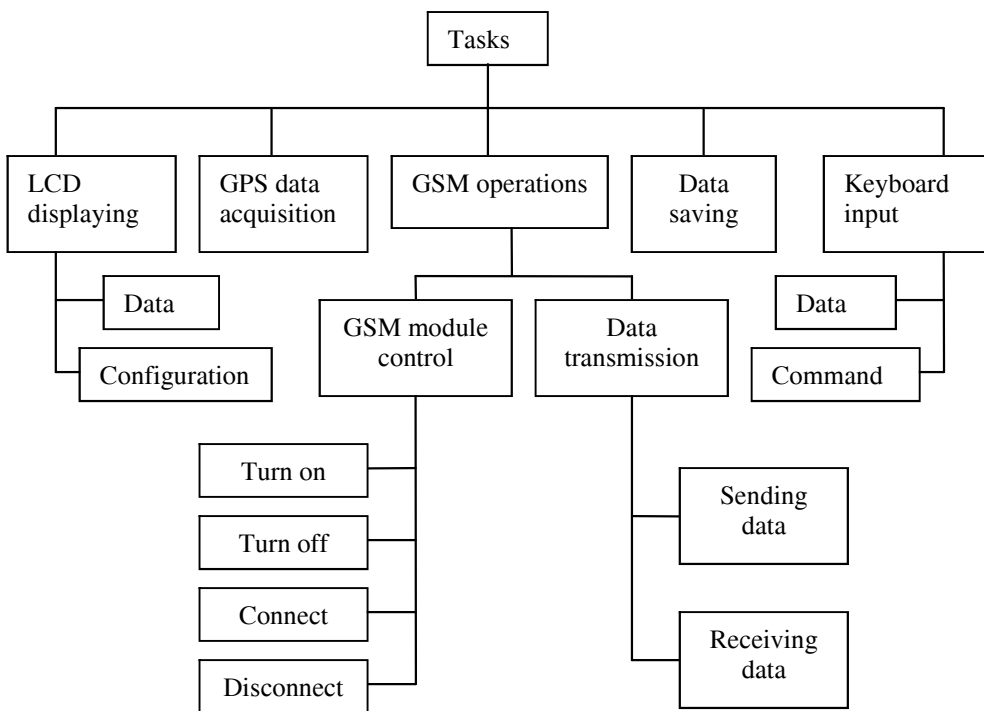 Tasks
LCD
displaying
GPS data
acquisition
GSM operations
Data
saving
Keyboard
input
Data
Configuration
GSM module
control
Data
transmission
Data
Command
Turn on
Turn off
Connect
Disconnect
Sending
data
Receiving
data